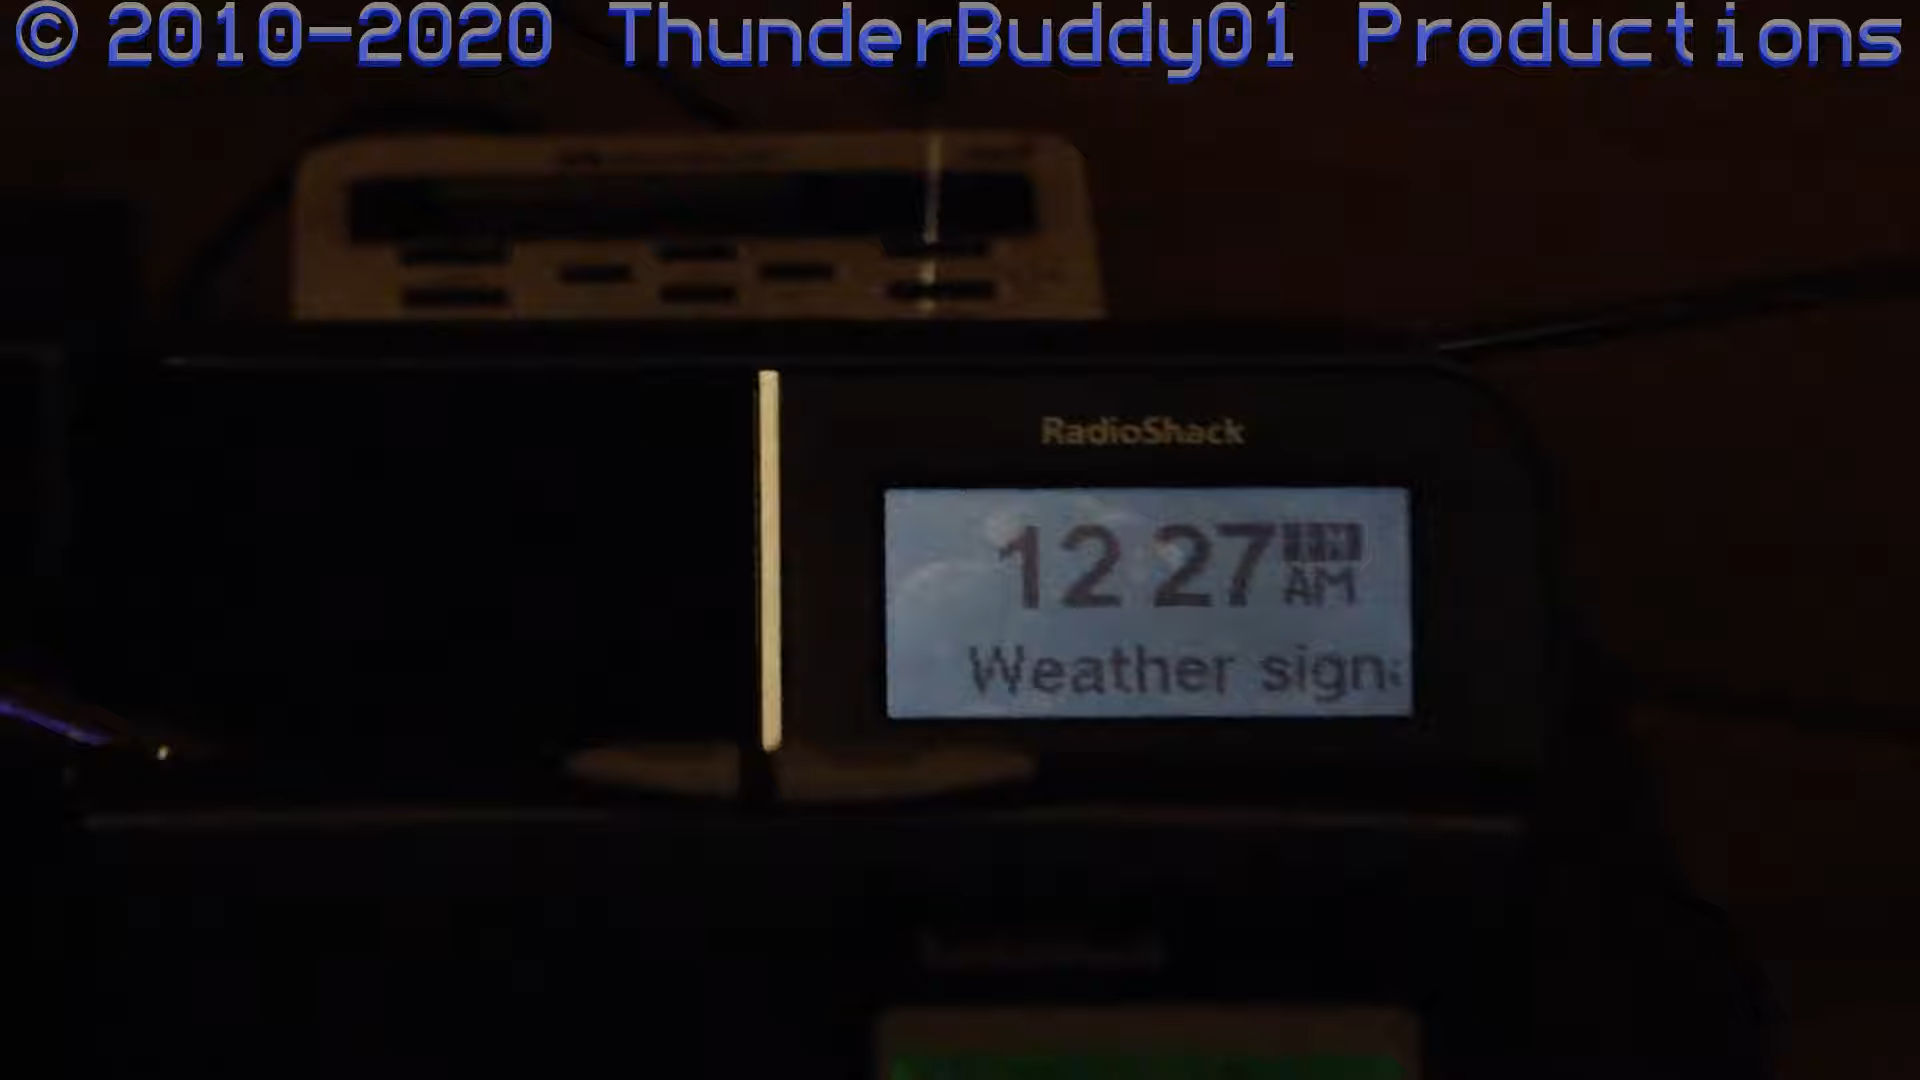 © 2010-2020 ThunderBuddy01 Productions
RadioShack
12 27 AM
Weather sign